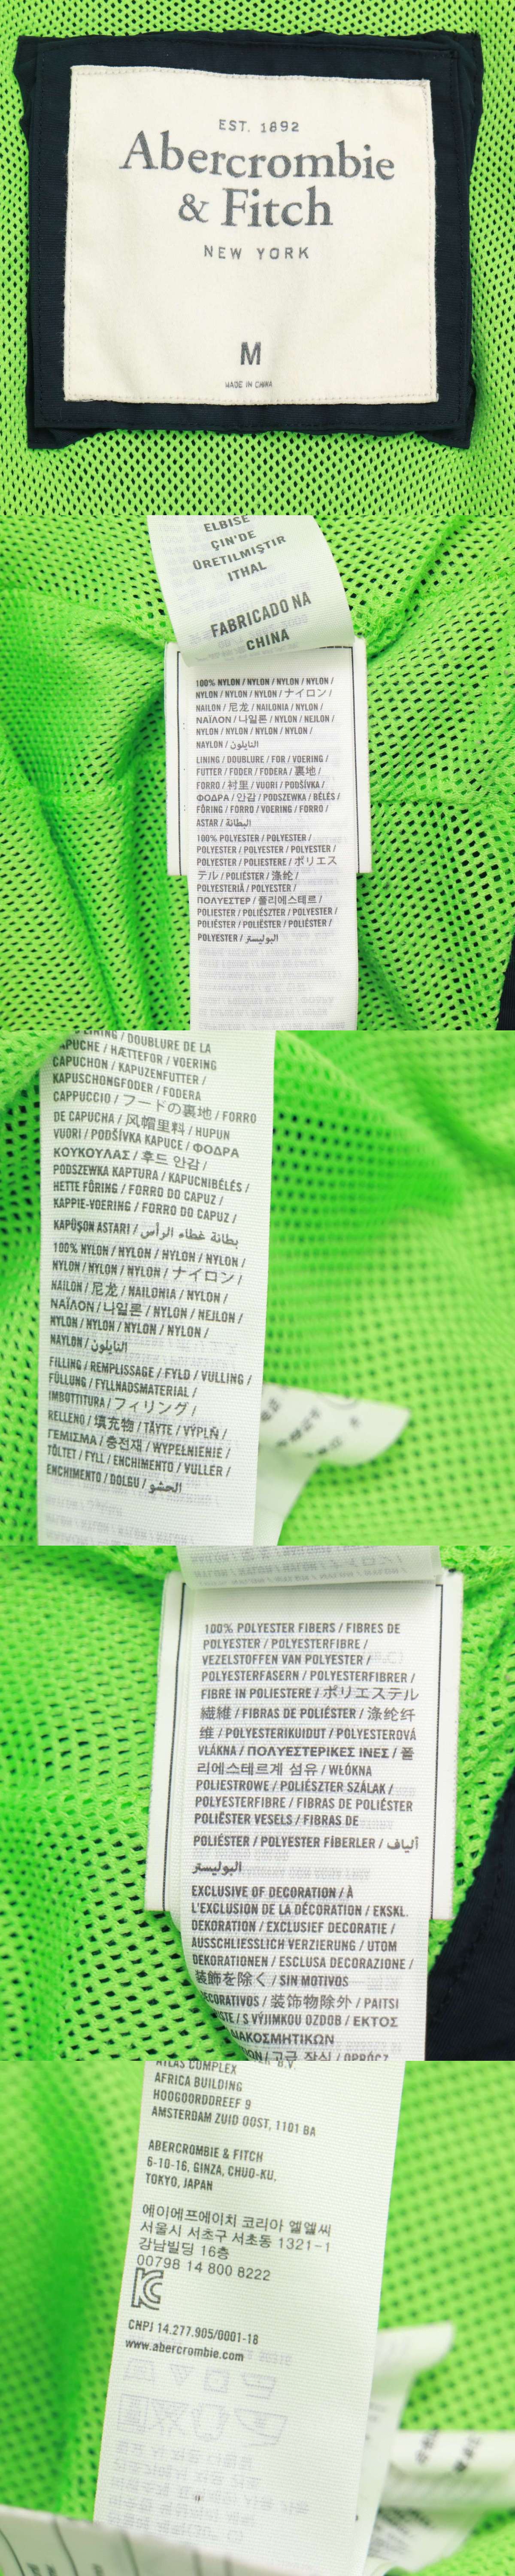 EST. 1892
Abercrombie
& Fitch
NEW YORK
M
MADE IN CHINA
ELBISE
ÇIN'DE
ÜRETILMIŞTIR
ITHAL
FABRICADO NA
CHINA
100% NYLON / NYLON / NYLON / NYLON /
NYLON / NYLON / NYLON / ナイロン /
NAILON / 尼龙 / NAILONIA / NYLON /
ΝΑΪΛΟΝ / 나일론 / NYLON / NEJLON /
NYLON / NYLON / NYLON / NYLON /
NAYLON / النايلون
LINING / DOUBLURE / FOR / VOERING /
FUTTER / FODER / FODERA / 裏地 /
FORRO / 衬里 / VUORI / PODŠÍVKA /
ΦΟΔΡΑ / 안감 / PODSZEWKA / BÉLÉS /
FÔRING / FORRO / VOERING / FORRO /
ASTAR / البطانة
100% POLYESTER / POLYESTER /
POLYESTER / POLYESTER / POLYESTER /
POLYESTER / POLIESTERE / ポリエス
テル / POLIÉSTER / 涤纶 /
POLYESTERIÄ / POLYESTER /
ΠΟΛΥΕΣΤΕΡ / 폴리에스테르 /
POLIESTER / POLIÉSZTER / POLYESTER /
POLIÉSTER / POLIËSTER / POLIÉSTER /
POLYESTER / البوليستر
LINING / DOUBLURE DE LA
CAPUCHE / HÆTTEFOR / VOERING
CAPUCHON / KAPUZENFUTTER /
KAPUSCHONGFODER / FODERA
CAPPUCCIO / フードの裏地 / FORRO
DE CAPUCHA / 风帽里料 / HUPUN
VUORI / PODŠÍVKA KAPUCE / ΦΟΔΡΑ
ΚΟΥΚΟΥΛΑΣ / 후드 안감 /
PODSZEWKA KAPTURA / KAPUCNIBÉLÉS /
HETTE FÔRING / FORRO DO CAPUZ /
KAPPIE-VOERING / FORRO DO CAPUZ /
KAPÜŞON ASTARI / بطانة غطاء الرأس
100% NYLON / NYLON / NYLON / NYLON /
NYLON / NYLON / NYLON / ナイロン /
NAILON / 尼龙 / NAILONIA / NYLON /
ΝΑΪΛΟΝ / 나일론 / NYLON / NEJLON /
NYLON / NYLON / NYLON / NYLON /
NAYLON / النايلون
FILLING / REMPLISSAGE / FYLD / VULLING /
FÜLLUNG / FYLLNADSMATERIAL /
IMBOTTITURA / フィリング /
RELLENO / 填充物 / TÄYTE / VÝPLŇ /
ΓΕΜΙΣΜΑ / 충전재 / WYPEŁNIENIE /
TÖLTET / FYLL / ENCHIMENTO / VULLER /
ENCHIMENTO / DOLGU / الحشو
100% POLYESTER FIBERS / FIBRES DE
POLYESTER / POLYESTERFIBRE /
VEZELSTOFFEN VAN POLYESTER /
POLYESTERFASERN / POLYESTERFIBRER /
FIBRE IN POLIESTERE / ポリエステル
繊維 / FIBRAS DE POLIÉSTER / 涤纶纤
维 / POLYESTERIKUIDUT / POLYESTEROVÁ
VLÁKNA / ΠΟΛΥΕΣΤΕΡΙΚΕΣ ΙΝΕΣ / 폴
리에스테르계 섬유 / WŁÓKNA
POLIESTROWE / POLIÉSZTER SZÁLAK /
POLYESTERFIBRE / FIBRAS DE POLIÉSTER
POLIËSTER VESELS / FIBRAS DE
POLIÉSTER / POLYESTER FİBERLER / ألياف
البوليستر
EXCLUSIVE OF DECORATION / À
L'EXCLUSION DE LA DÉCORATION / EKSKL.
DEKORATION / EXCLUSIEF DECORATIE /
AUSSCHLIESSLICH VERZIERUNG / UTOM
DEKORATIONEN / ESCLUSA DECORAZIONE /
装飾を除く / SIN MOTIVOS
DECORATIVOS / 装饰物除外 / PAITSI
/ S VÝJIMKOU OZDOB / ΕΚΤΟΣ
ΔΙΑΚΟΣΜΗΤΙΚΩΝ
고급 장식 / OPRÓCZ
B.V.
ATLAS COMPLEX
AFRICA BUILDING
HOOGOORDDREEF 9
AMSTERDAM ZUID OOST, 1101 BA
ABERCROMBIE & FITCH
6-10-16, GINZA, CHUO-KU,
TOKYO, JAPAN
에이에프에이치 코리아 엘엘씨
서울시 서초구 서초동 1321-1
강남빌딩 16층
00798 14 800 8222
CNPJ 14.277.905/0001-18
www.abercrombie.com